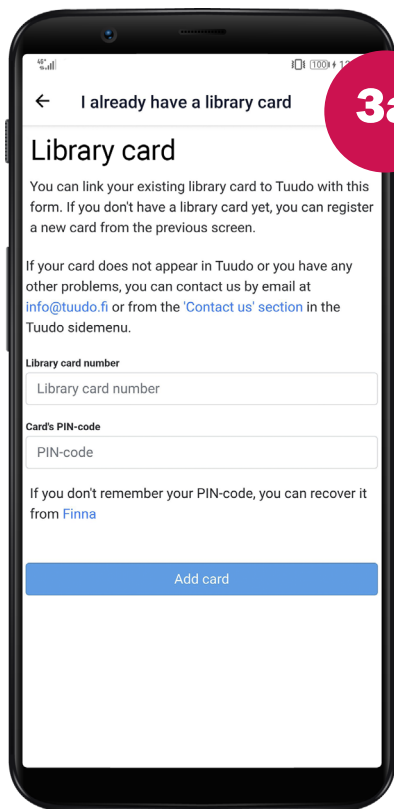 46+ 100 12
I already have a library card
3a
Library card
You can link your existing library card to Tuudo with this
form. If you don't have a library card yet, you can register
a new card from the previous screen.
If your card does not appear in Tuudo or you have any
other problems, you can contact us by email at
info@tuudo.fi or from the 'Contact us' section in the
Tuudo sidemenu.
Library card number
Library card number
Card's PIN-code
PIN-code
If you don't remember your PIN-code, you can recover it
from Finna
Add card